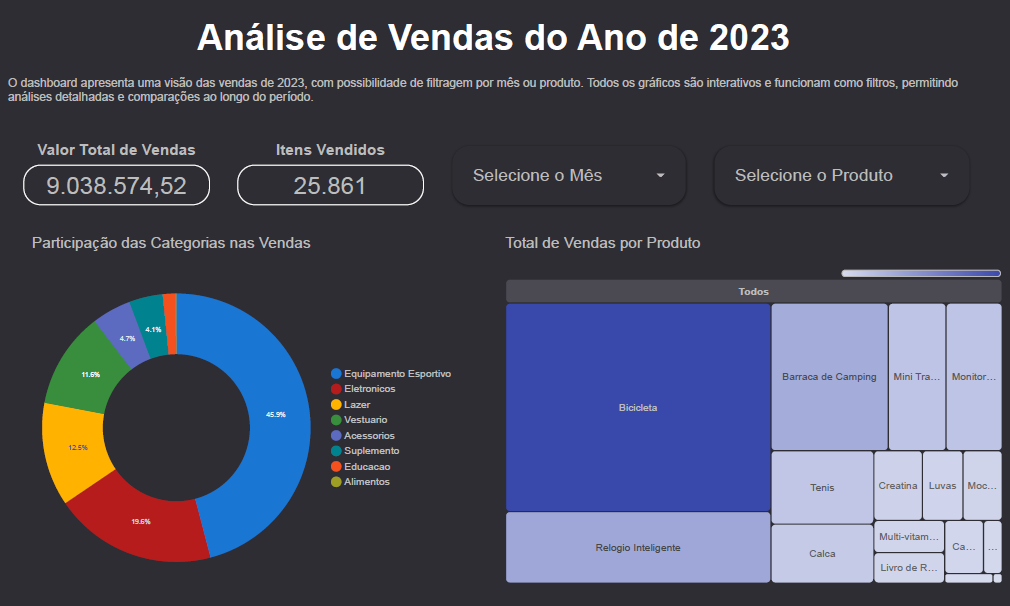 Análise de Vendas do Ano de 2023
O dashboard apresenta uma visão das vendas de 2023, com possibilidade de filtragem por mês ou produto. Todos os gráficos são interativos e funcionam como filtros, permitindo
análises detalhadas e comparações ao longo do período.
Valor Total de Vendas
9.038.574,52
Itens Vendidos
25.861
Selecione o Mês
Selecione o Produto
Participação das Categorias nas Vendas
45.9%
19.6%
12.5%
11.6%
4.7%
4.1%
Equipamento Esportivo
Eletronicos
Lazer
Vestuario
Acessorios
Suplemento
Educacao
Alimentos
Total de Vendas por Produto
Todos
Bicicleta
Relogio Inteligente
Barraca de Camping
Mini Tra...
Monitor...
Tenis
Calca
Creatina
Luvas
Moc...
Multi-vitam...
Livro de R...
Ca...
...